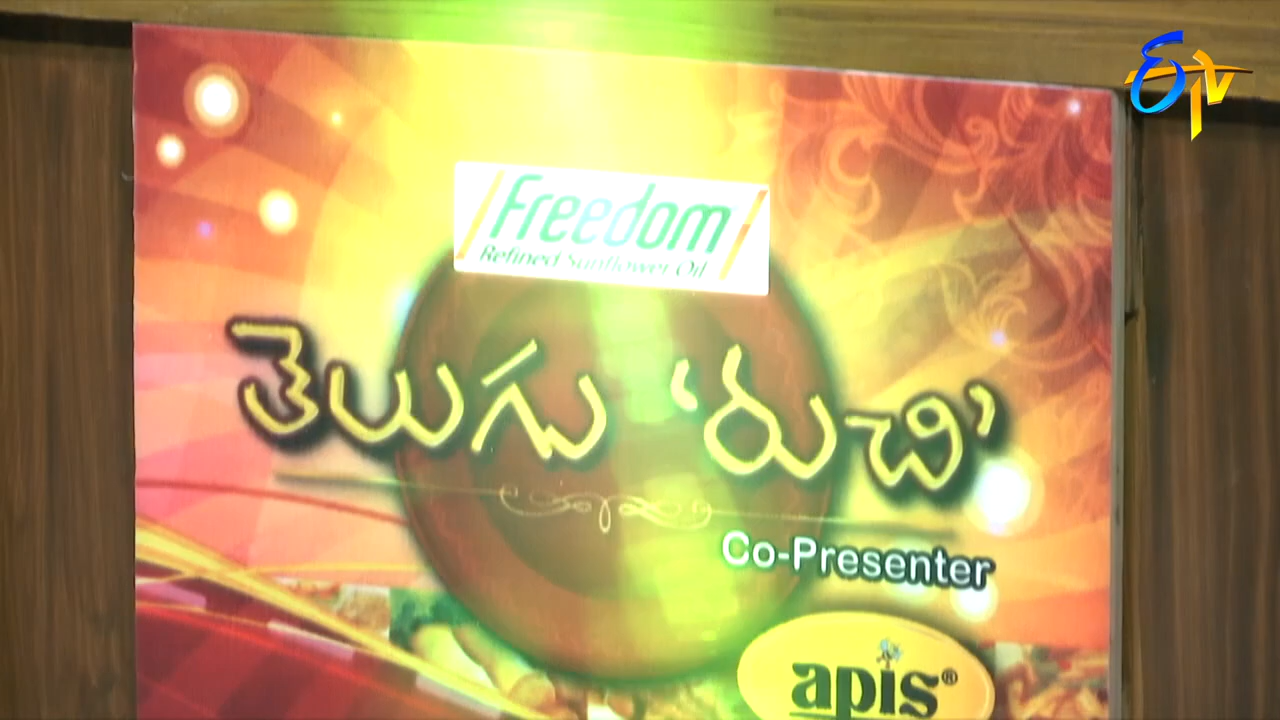 ETV
Freedom
Refined Sunflower Oil
తెలుగు 'రుచి'
Co-Presenter
apis®